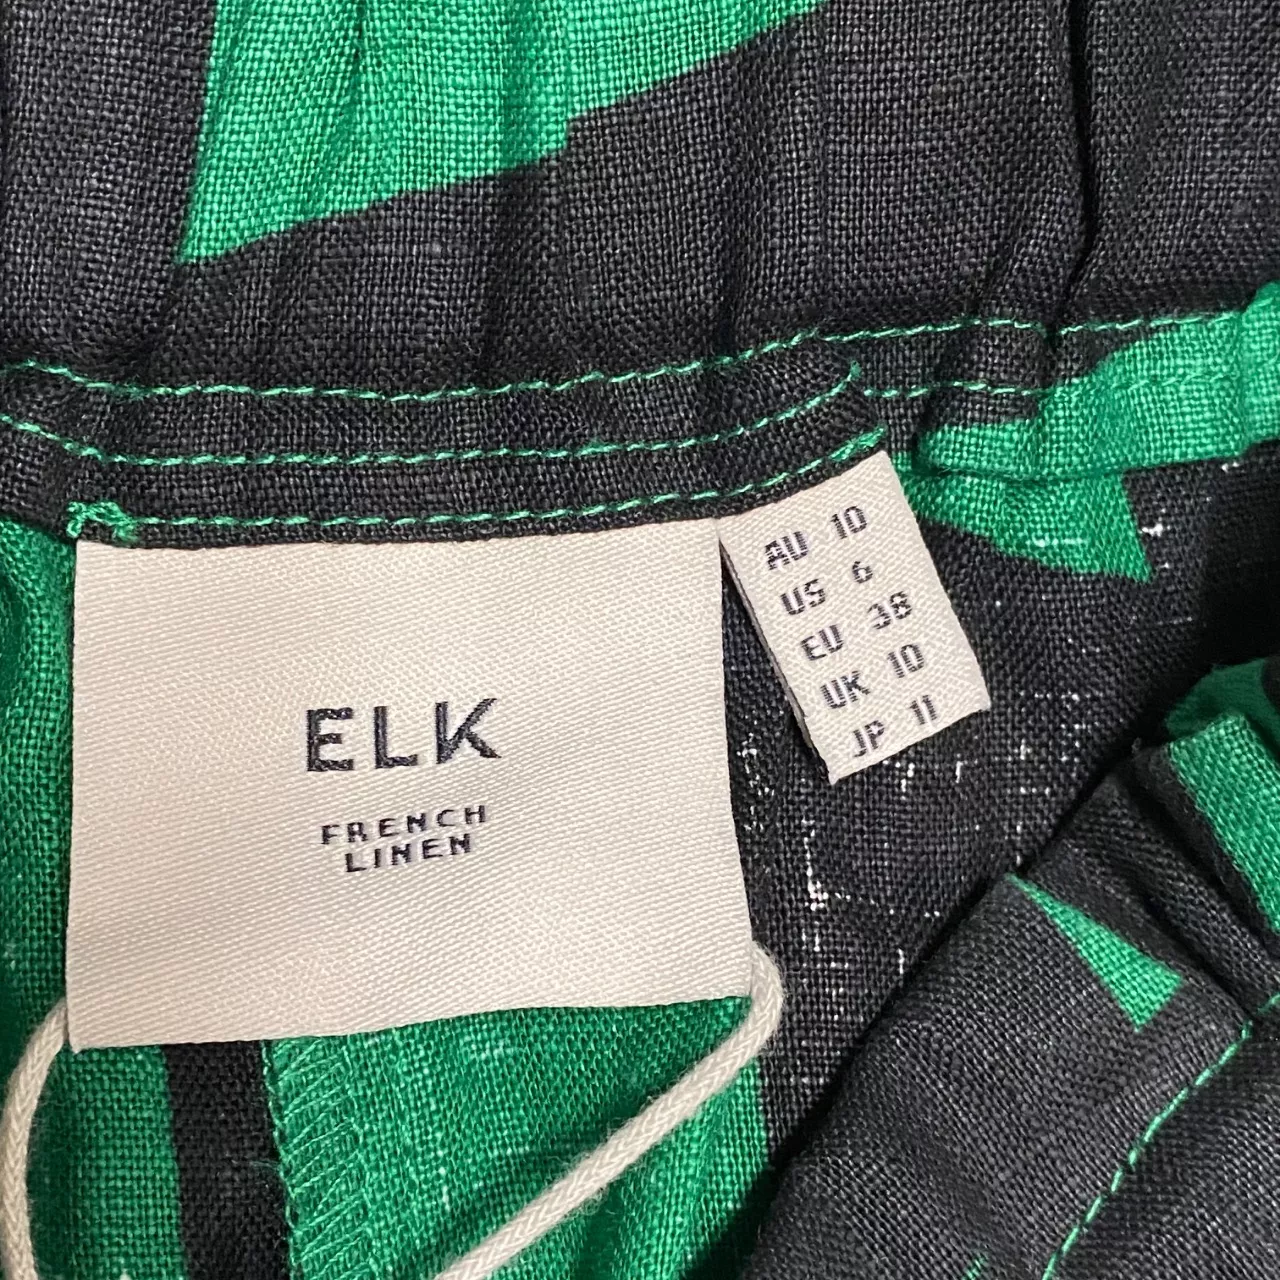 ELK
FRENCH
LINEN
AU 10
US 6
EU 38
UK 10
JP 11